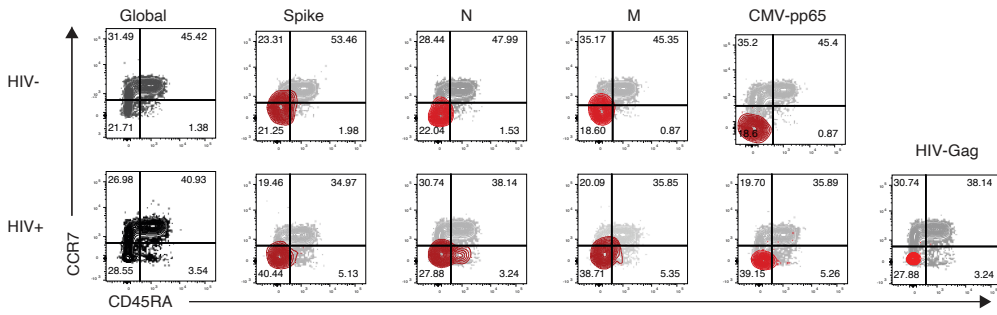 Global
Spike
N
M
CMV-pp65
HIV-
31.49 45.42
21.71 1.38
23.31 53.46
21.25 1.98
28.44 47.99
22.04 1.53
35.17 45.35
18.60 0.87
35.2 45.4
18.6 0.87
HIV-Gag
HIV+
26.98 40.93
28.55 3.54
19.46 34.97
40.44 5.13
30.74 38.14
27.88 3.24
20.09 35.85
38.71 5.35
19.70 35.89
39.15 5.26
30.74 38.14
27.88 3.24
CCR7
CD45RA